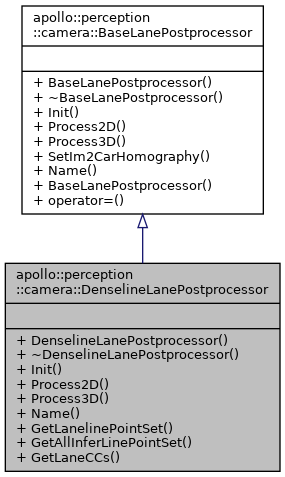 apollo::perception
::camera::BaseLanePostprocessor
+ BaseLanePostprocessor()
+ ~BaseLanePostprocessor()
+ Init()
+ Process2D()
+ Process3D()
+ SetIm2CarHomography()
+ Name()
+ BaseLanePostprocessor()
+ operator=()
apollo::perception
::camera::DenselineLanePostprocessor
+ DenselineLanePostprocessor()
+ ~DenselineLanePostprocessor()
+ Init()
+ Process2D()
+ Process3D()
+ Name()
+ GetLanelinePointSet()
+ GetAllInferLinePointSet()
+ GetLaneCCs()